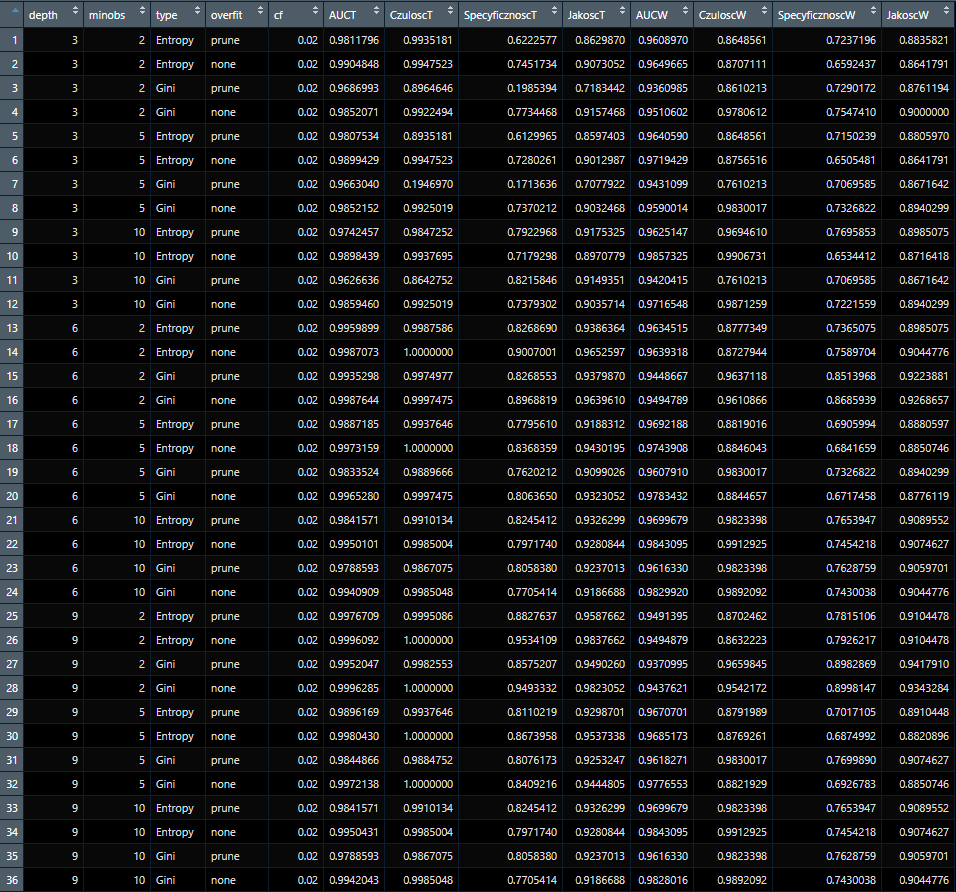 depth minobs type overfit cf AUCT CzuloscT SpecyficznoscT JakoscT AUCW CzuloscW SpecyficznoscW JakoscW
1 3 2 Entropy prune 0.02 0.9811796 0.9935181 0.6222577 0.8629870 0.9608970 0.8648561 0.7237196 0.8835821
2 3 2 Entropy none 0.02 0.9904848 0.9947523 0.7451734 0.9073052 0.9649665 0.8707111 0.6592437 0.8641791
3 3 2 Gini prune 0.02 0.9686993 0.8964646 0.1985394 0.7183442 0.9360985 0.8610213 0.7290172 0.8761194
4 3 2 Gini none 0.02 0.9852071 0.9922494 0.7734468 0.9157468 0.9510602 0.9780612 0.7547410 0.9000000
5 3 5 Entropy prune 0.02 0.9807534 0.8935181 0.6129965 0.8597403 0.9640590 0.8648561 0.7150239 0.8805970
6 3 5 Entropy none 0.02 0.9899429 0.9947523 0.7280261 0.9012987 0.9719429 0.8756516 0.6505481 0.8641791
7 3 5 Gini prune 0.02 0.9663040 0.1946970 0.1713636 0.7077922 0.9431099 0.7610213 0.7069585 0.8671642
8 3 5 Gini none 0.02 0.9852152 0.9925019 0.7370212 0.9032468 0.9590014 0.9830017 0.7326822 0.8940299
9 3 10 Entropy prune 0.02 0.9742457 0.9847252 0.7922968 0.9175325 0.9625147 0.9694610 0.7695853 0.8985075
10 3 10 Entropy none 0.02 0.9898439 0.9937695 0.7179298 0.8970779 0.9857325 0.9906731 0.6534412 0.8716418
11 3 10 Gini prune 0.02 0.9626636 0.8642752 0.8215846 0.9149351 0.9420415 0.7610213 0.7069585 0.8671642
12 3 10 Gini none 0.02 0.9859460 0.9925019 0.7379302 0.9035714 0.9716548 0.9871259 0.7221559 0.8940299
13 6 2 Entropy prune 0.02 0.9959899 0.9987586 0.8268690 0.9386364 0.9634515 0.8777349 0.7365075 0.8985075
14 6 2 Entropy none 0.02 0.9987073 1.0000000 0.9007001 0.9652597 0.9639318 0.8727944 0.7589704 0.9044776
15 6 2 Gini prune 0.02 0.9935298 0.9974977 0.8268553 0.9379870 0.9448667 0.9637118 0.8513968 0.9223881
16 6 2 Gini none 0.02 0.9987644 0.9997475 0.8968819 0.9639610 0.9489789 0.9610866 0.8685939 0.9268657
17 6 5 Entropy prune 0.02 0.9887185 0.9937646 0.7795610 0.9188312 0.9692188 0.8819016 0.6905994 0.8880597
18 6 5 Entropy none 0.02 0.9973159 1.0000000 0.8368359 0.9430195 0.9743908 0.8846043 0.6841659 0.8850746
19 6 5 Gini prune 0.02 0.9833524 0.9889666 0.7620212 0.9099026 0.9607910 0.9830017 0.7326822 0.8940299
20 6 5 Gini none 0.02 0.9965280 0.9997475 0.8063650 0.9323052 0.9783432 0.8844657 0.6717458 0.8776119
21 6 10 Entropy prune 0.02 0.9841571 0.9910134 0.8245412 0.9326299 0.9699679 0.9823398 0.7653947 0.9089552
22 6 10 Entropy none 0.02 0.9950101 0.9985004 0.7971740 0.9280844 0.9843095 0.9912925 0.7454218 0.9074627
23 6 10 Gini prune 0.02 0.9788593 0.9867075 0.8058380 0.9237013 0.9616330 0.9823398 0.7628759 0.9059701
24 6 10 Gini none 0.02 0.9940909 0.9985048 0.7705414 0.9186688 0.9829920 0.9892092 0.7430038 0.9044776
25 9 2 Entropy prune 0.02 0.9976709 0.9995086 0.8827637 0.9587662 0.9491395 0.8702462 0.7815106 0.9104478
26 9 2 Entropy none 0.02 0.9996092 1.0000000 0.9534109 0.9837662 0.9494879 0.8632223 0.7926217 0.9104478
27 9 2 Gini prune 0.02 0.9952047 0.9982553 0.8575207 0.9490260 0.9370995 0.9659845 0.8982869 0.9417910
28 9 2 Gini none 0.02 0.9996285 1.0000000 0.9493332 0.9823052 0.9437621 0.9542172 0.8998147 0.9343284
29 9 5 Entropy prune 0.02 0.9896169 0.9937646 0.8110219 0.9298701 0.9670701 0.8791989 0.7017105 0.8910448
30 9 5 Entropy none 0.02 0.9980430 1.0000000 0.8673958 0.9537338 0.9685173 0.8769261 0.6874992 0.8820896
31 9 5 Gini prune 0.02 0.9844866 0.9884752 0.8076173 0.9253247 0.9618271 0.9830017 0.7699890 0.9074627
32 9 5 Gini none 0.02 0.9972138 1.0000000 0.8409216 0.9444805 0.9776553 0.8821929 0.6926783 0.8850746
33 9 10 Entropy prune 0.02 0.9841571 0.9910134 0.8245412 0.9326299 0.9699679 0.9823398 0.7653947 0.9089552
34 9 10 Entropy none 0.02 0.9950431 0.9985004 0.7971740 0.9280844 0.9843095 0.9912925 0.7454218 0.9074627
35 9 10 Gini prune 0.02 0.9788593 0.9867075 0.8058380 0.9237013 0.9616330 0.9823398 0.7628759 0.9059701
36 9 10 Gini none 0.02 0.9942043 0.9985048 0.7705414 0.9186688 0.9828016 0.9892092 0.7430038 0.9044776